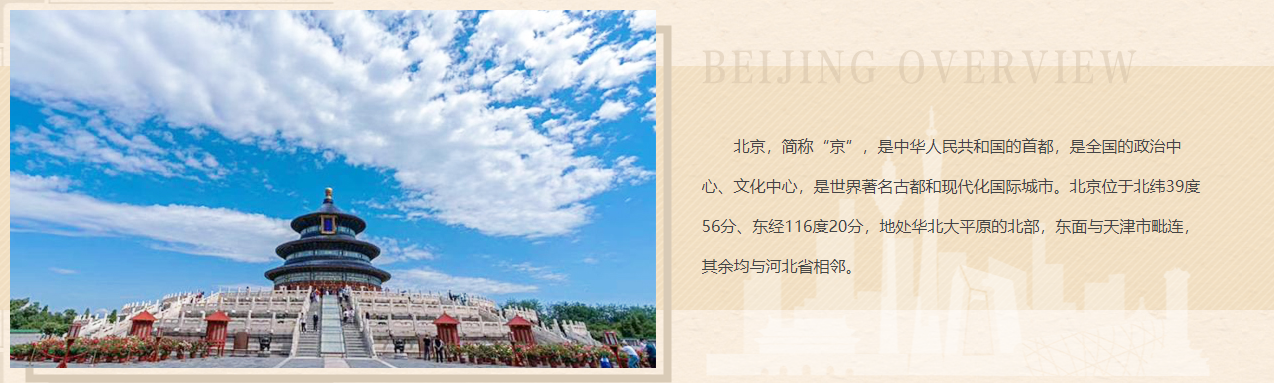 BEIJING OVERVIEW
北京，简称“京”，是中华人民共和国的首都，是全国的政治中
心、文化中心，是世界著名古都和现代化国际城市。北京位于北纬39度
56分、东经116度20分，地处华北大平原的北部，东面与天津市毗连，
其余均与河北省相邻。